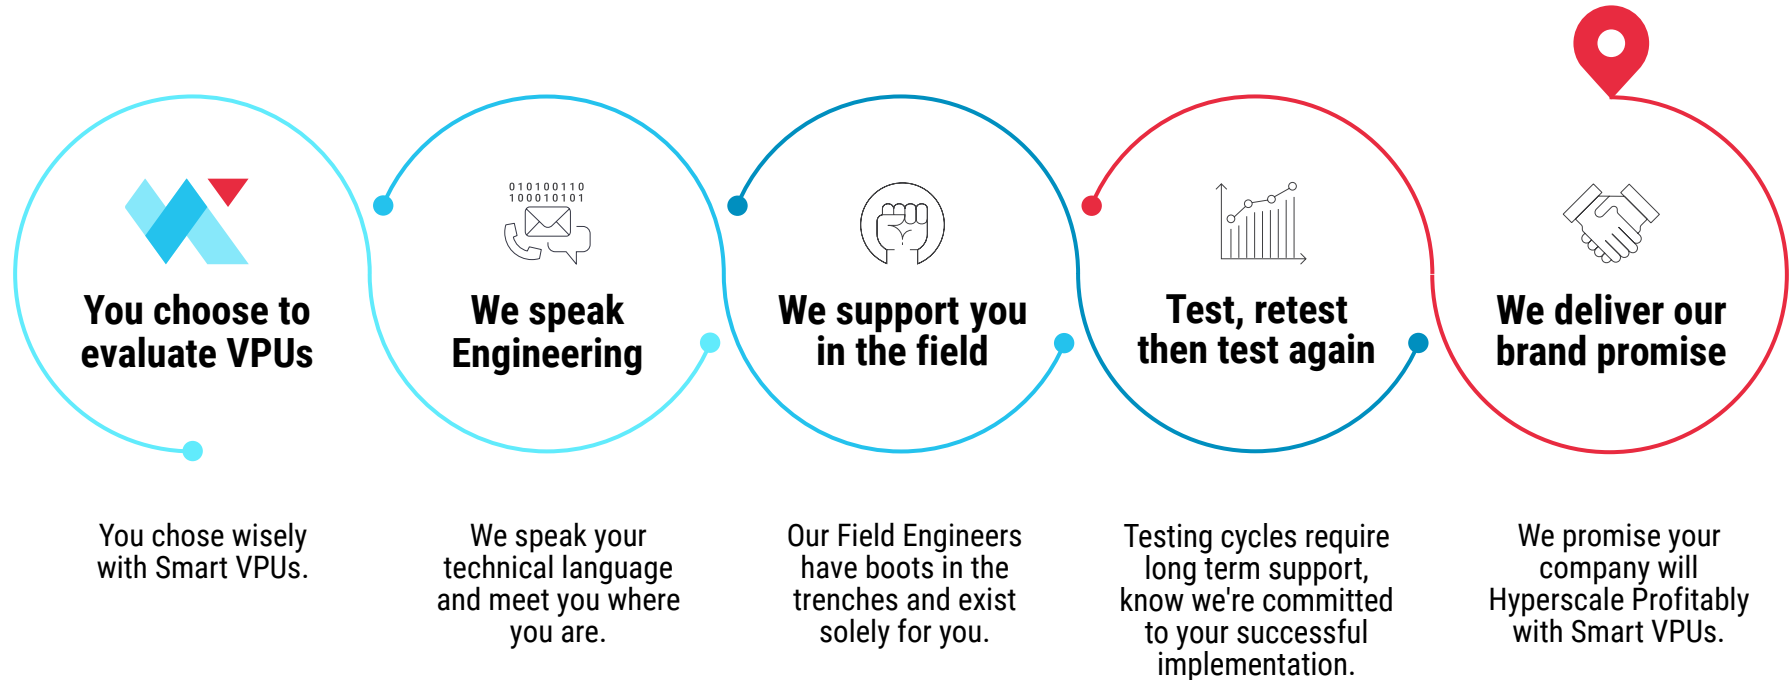 You choose to
evaluate VPUs
You chose wisely
with Smart VPUs.
010100110
100010101
We speak
Engineering
We speak your
technical language
and meet you where
you are.
We support you
in the field
Our Field Engineers
have boots in the
trenches and exist
solely for you.
Test, retest
then test again
Testing cycles require
long term support,
know we're committed
to your successful
implementation.
We deliver our
brand promise
We promise your
company will
Hyperscale Profitably
with Smart VPUs.